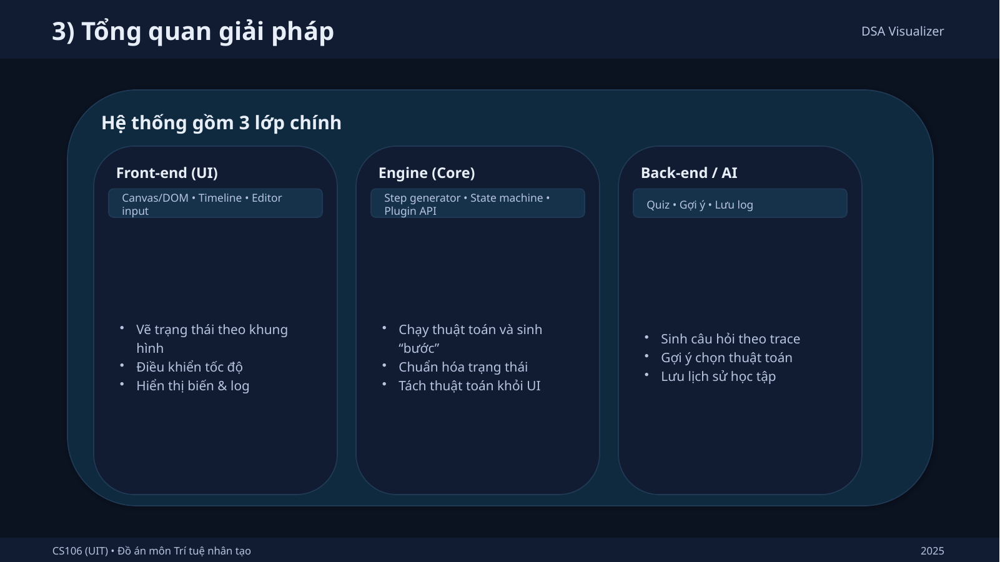 3) Tổng quan giải pháp
DSA Visualizer
Hệ thống gồm 3 lớp chính
Front-end (UI)
Canvas/DOM • Timeline • Editor
input
• Vẽ trạng thái theo khung
hình
• Điều khiển tốc độ
• Hiển thị biến & log
Engine (Core)
Step generator • State machine •
Plugin API
• Chạy thuật toán và sinh
“bước”
• Chuẩn hóa trạng thái
• Tách thuật toán khỏi UI
Back-end / AI
Quiz • Gợi ý • Lưu log
• Sinh câu hỏi theo trace
• Gợi ý chọn thuật toán
• Lưu lịch sử học tập
CS106 (UIT) • Đồ án môn Trí tuệ nhân tạo
2025